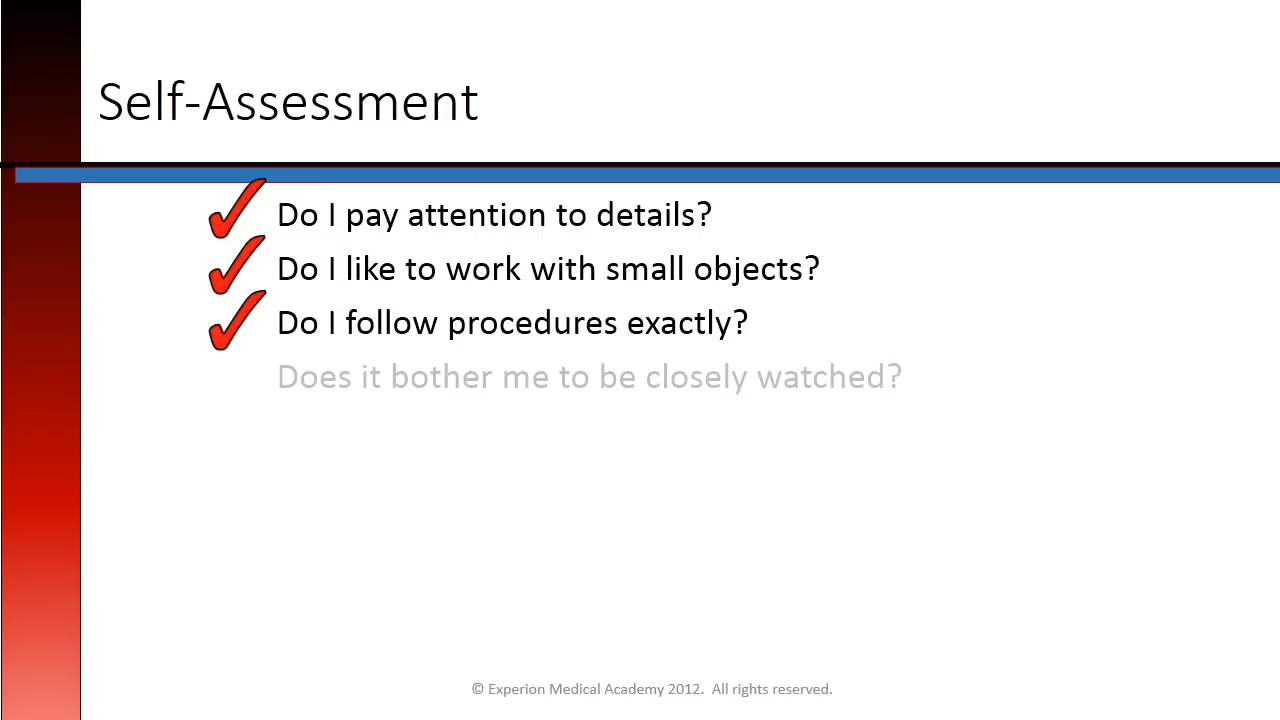 Self-Assessment
Do I pay attention to details?
Do I like to work with small objects?
Do I follow procedures exactly?
Does it bother me to be closely watched?
© Experion Medical Academy 2012. All rights reserved.